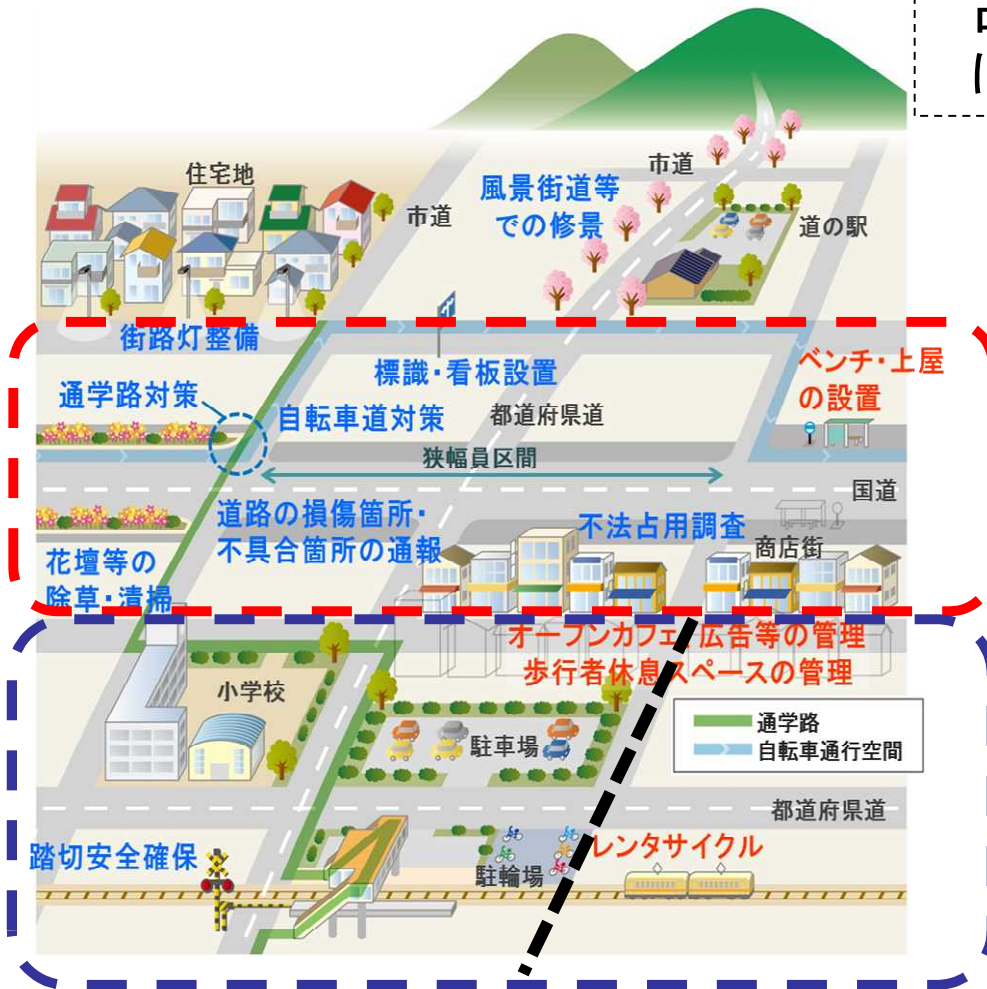 住宅地
市道
風景街道等
での修景
市道
道の駅
街路灯整備
標識・看板設置
ベンチ・上屋
の設置
通学路対策
自転車道対策
都道府県道
狭幅員区間
国道
道路の損傷箇所・
不具合箇所の通報
不法占用調査
商店街
花壇等の
除草・清掃
オープンカフェ 広告等の管理
歩行者休息スペースの管理
小学校
通学路
自転車通行空間
駐車場
都道府県道
踏切安全確保
駐輪場
レンタサイクル